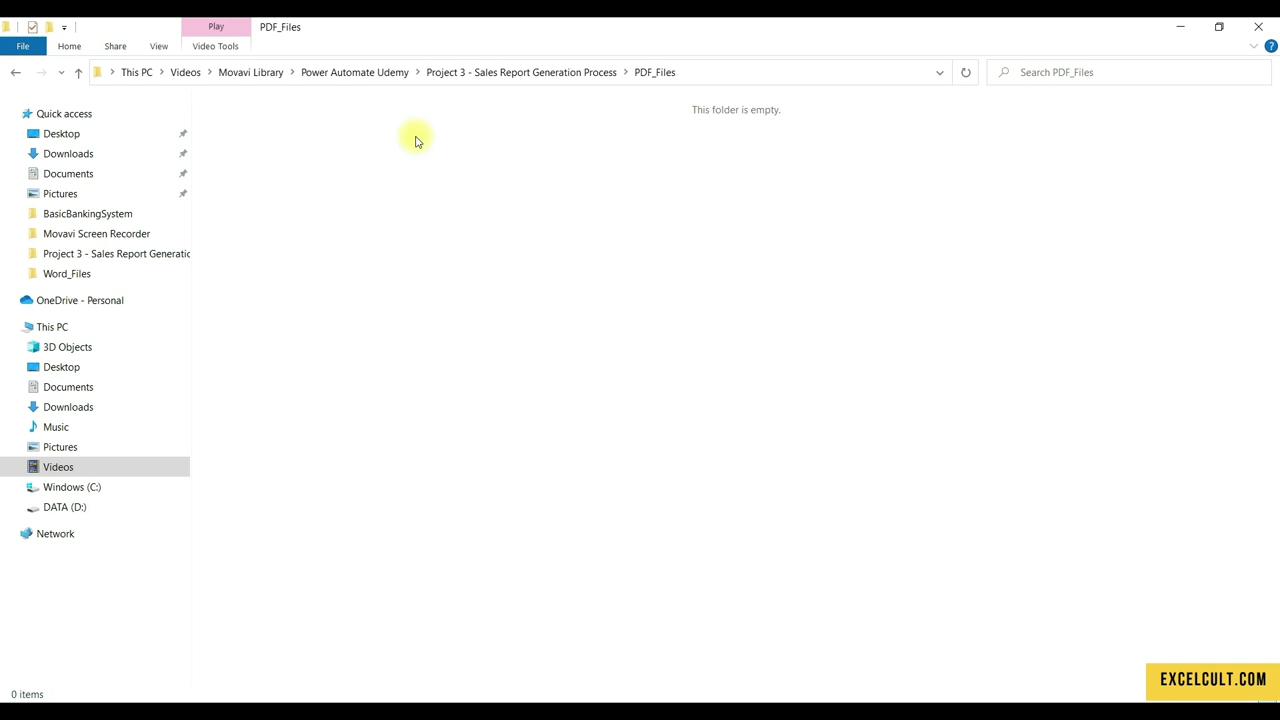 Play
PDF_Files
File
Home
Share
View
Video Tools
This PC
Videos
Movavi Library
Power Automate Udemy
Project 3 - Sales Report Generation Process
PDF_Files
Search PDF_Files
This folder is empty.
Quick access
Desktop
Downloads
Documents
Pictures
BasicBankingSystem
Movavi Screen Recorder
Project 3 - Sales Report Generatic
Word_Files
OneDrive - Personal
This PC
3D Objects
Desktop
Documents
Downloads
Music
Pictures
Videos
Windows (C:)
DATA (D:)
Network
0 items
EXCELCULT.COM